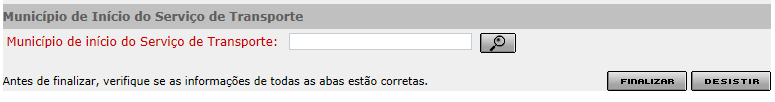 Município de Início do Serviço de Transporte
Município de início do Serviço de Transporte:
Antes de finalizar, verifique se as informações de todas as abas estão corretas. FINALIZAR DESISTIR